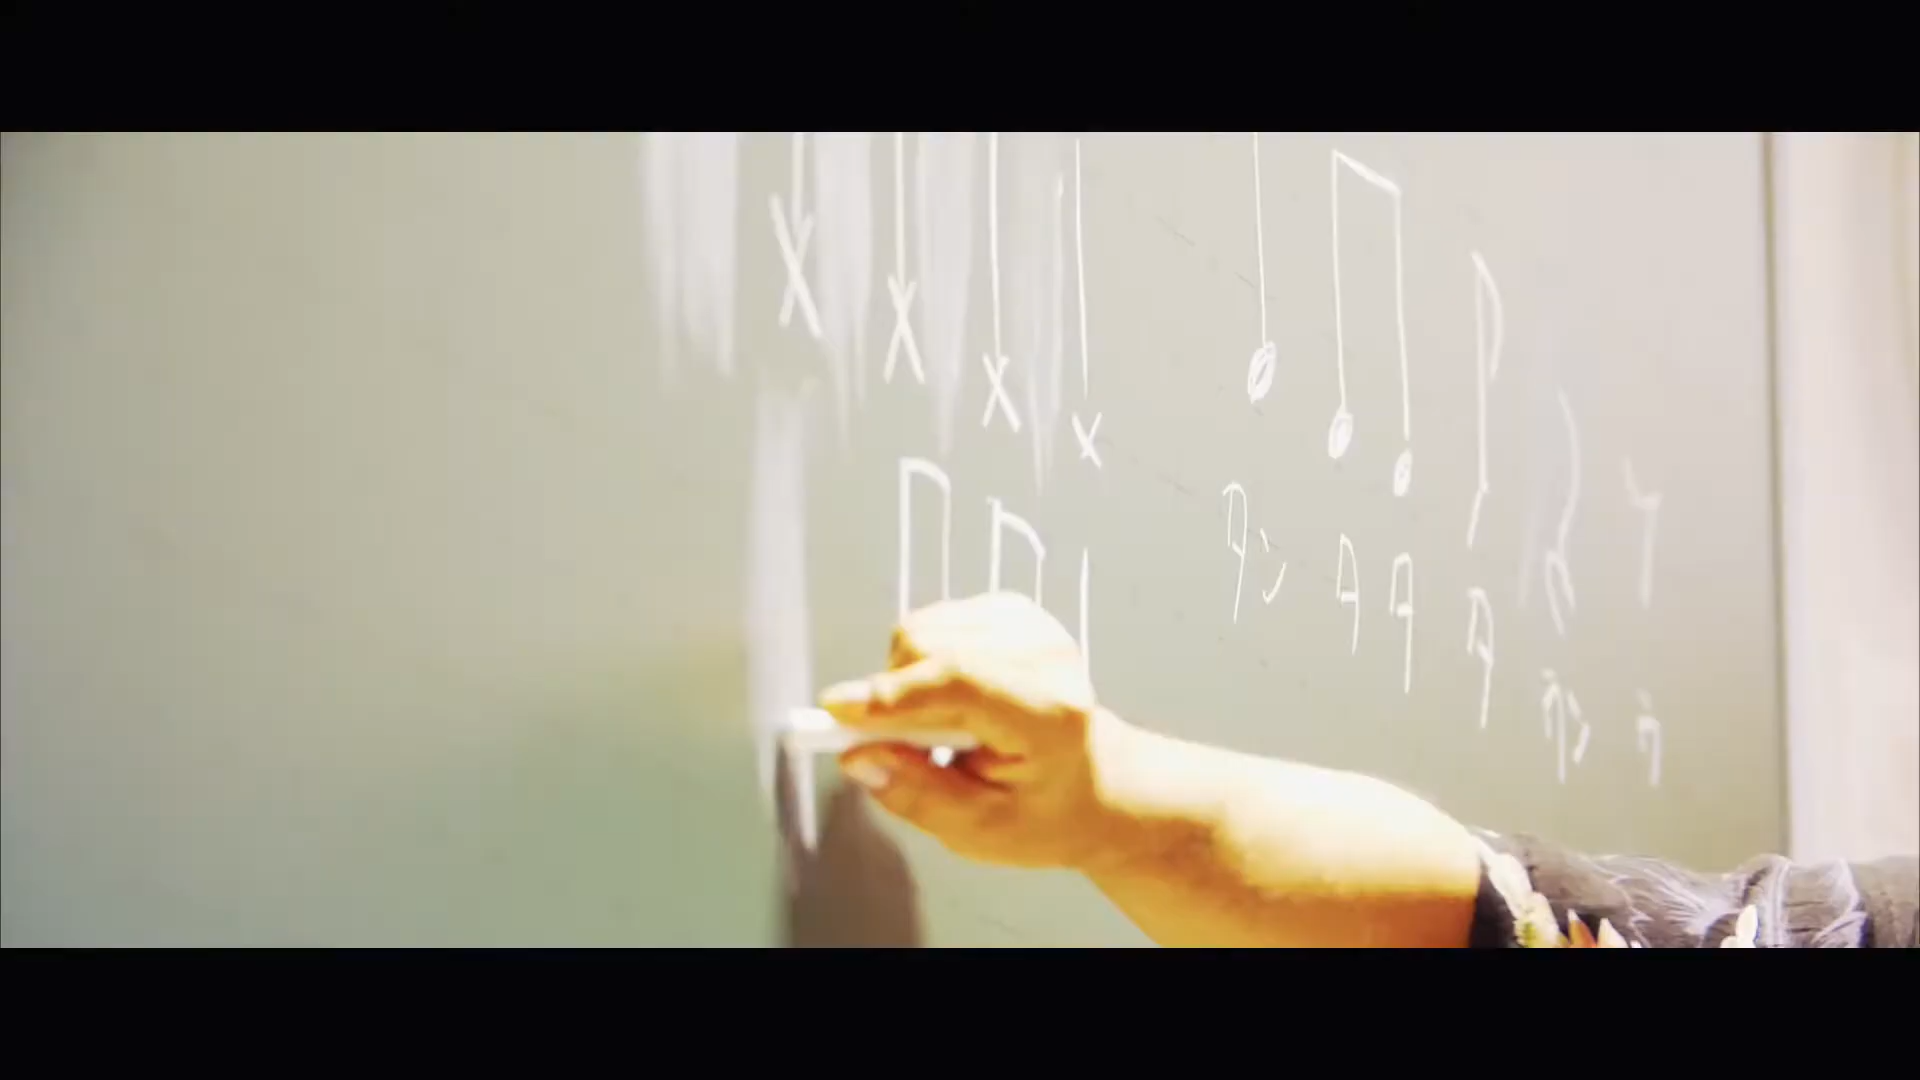 タン タ タ タ ウン ウ